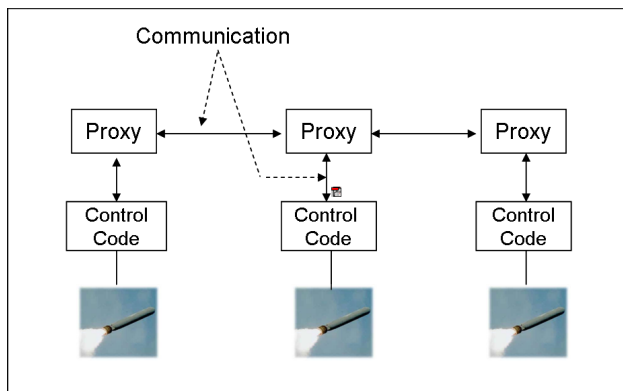 Communication
Proxy
Proxy
Proxy
Control
Code
Control
Code
Control
Code